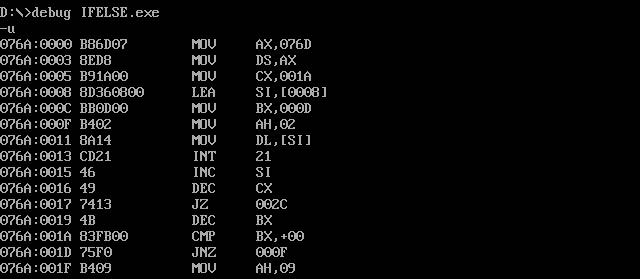 D:\>debug IFELSE.exe
-u
076A:0000 B86D07 MOV AX,076D
076A:0003 8ED8 MOV DS,AX
076A:0005 B91A00 MOV CX,001A
076A:0008 8D360800 LEA SI,[0008]
076A:000C BB0D00 MOV BX,000D
076A:000F B402 MOV AH,02
076A:0011 8A14 MOV DL,[SI]
076A:0013 CD21 INT 21
076A:0015 46 INC SI
076A:0016 49 DEC CX
076A:0017 7413 JZ 002C
076A:0019 4B DEC BX
076A:001A 83FB00 CMP BX,+00
076A:001D 75F0 JNZ 000F
076A:001F B409 MOV AH,09